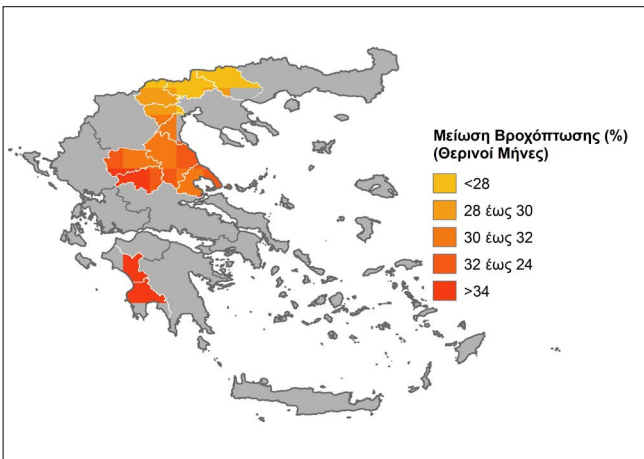 Μείωση Βροχόπτωσης (%)
(Θερινοί Μήνες)
<28
28 έως 30
30 έως 32
32 έως 24
>34